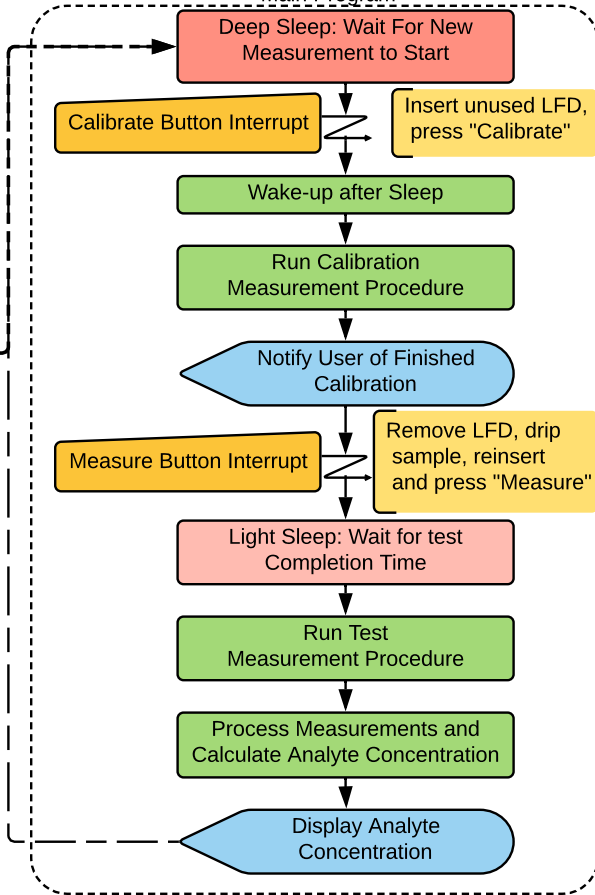 Main Program
Deep Sleep: Wait For New
Measurement to Start
Calibrate Button Interrupt
Insert unused LFD,
press "Calibrate"
Wake-up after Sleep
Run Calibration
Measurement Procedure
Notify User of Finished
Calibration
Measure Button Interrupt
Remove LFD, drip
sample, reinsert
and press "Measure"
Light Sleep: Wait for test
Completion Time
Run Test
Measurement Procedure
Process Measurements and
Calculate Analyte Concentration
Display Analyte
Concentration